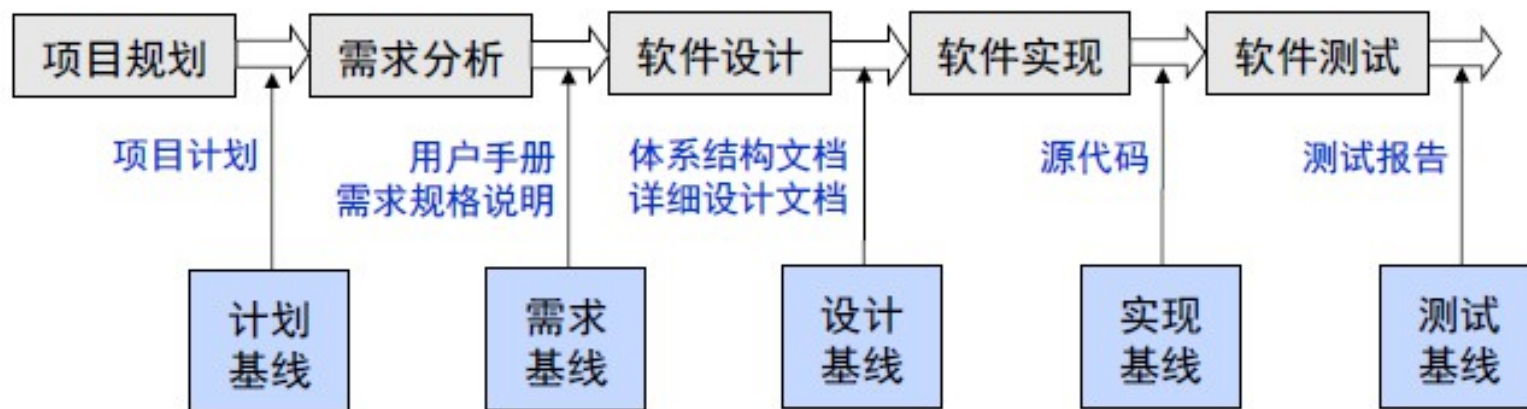 项目规划
需求分析
软件设计
软件实现
软件测试
项目计划
用户手册
需求规格说明
体系结构文档
详细设计文档
源代码
测试报告
计划
基线
需求
基线
设计
基线
实现
基线
测试
基线